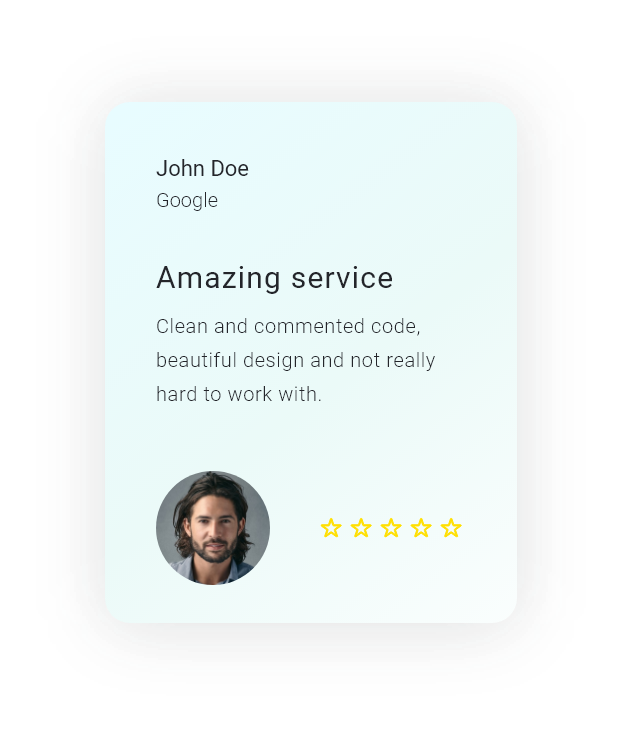 John Doe
Google
Amazing service
Clean and commented code,
beautiful design and not really
hard to work with.